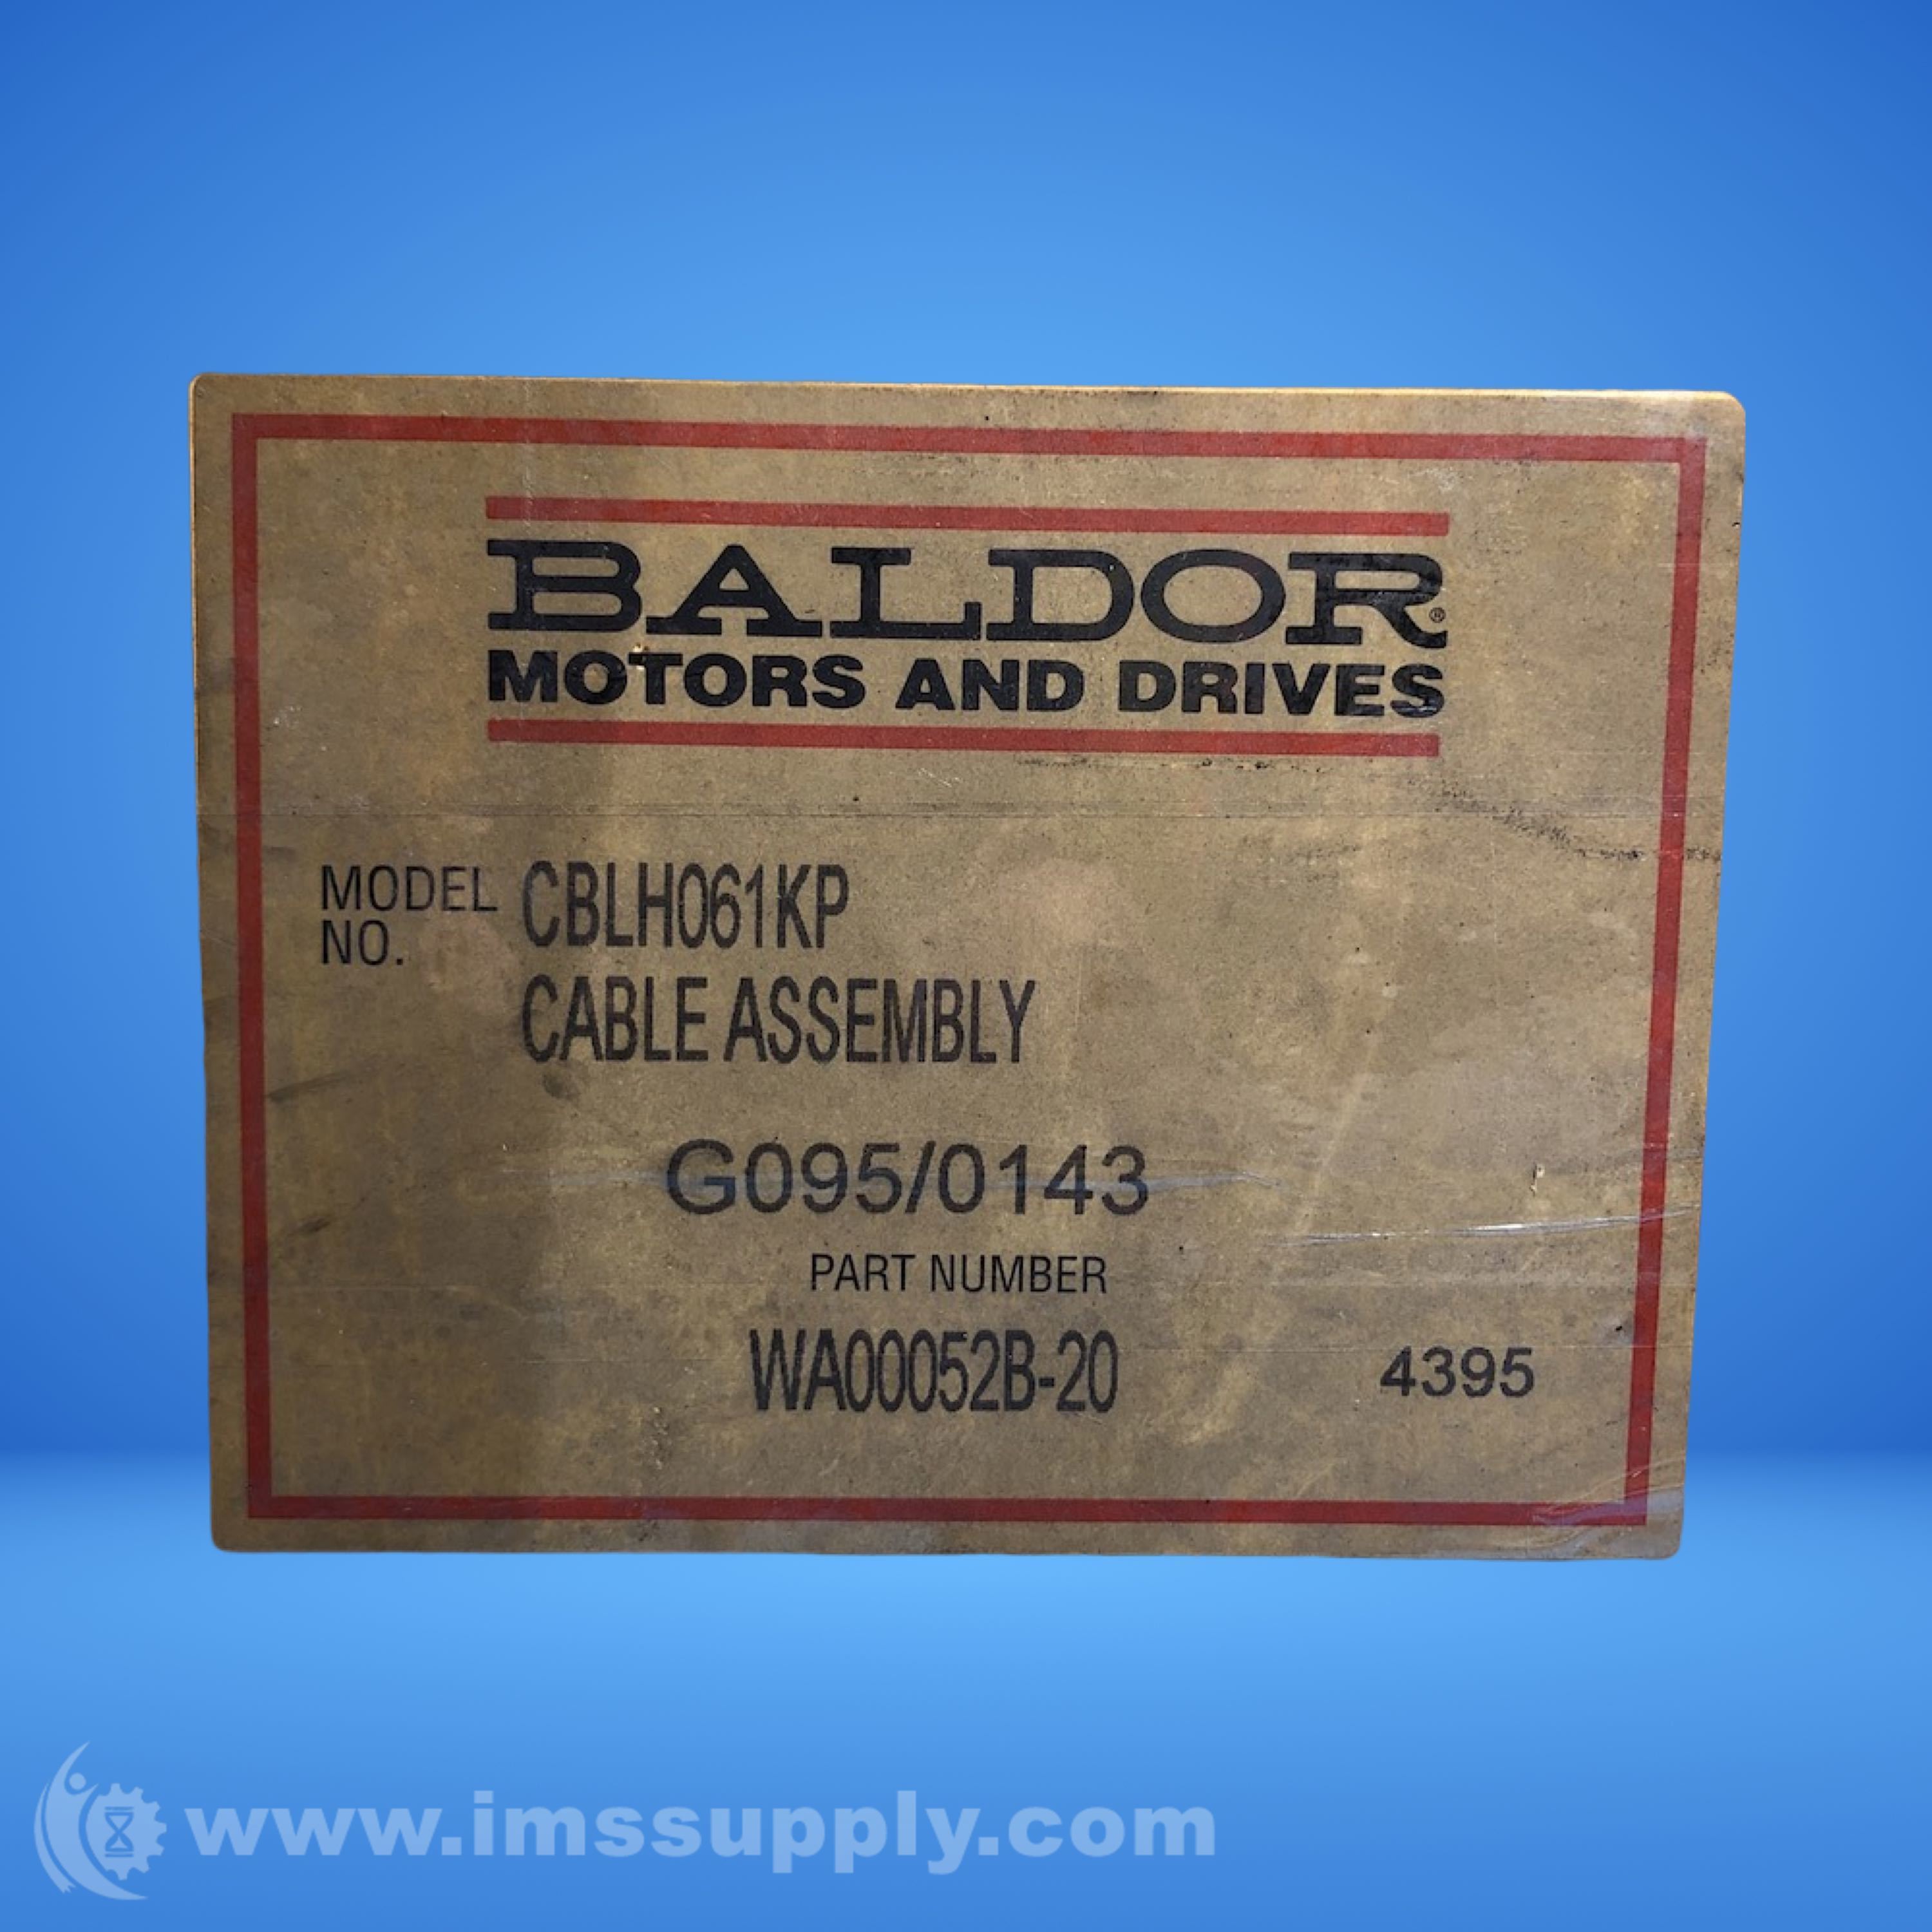 BALDOR®
MOTORS AND DRIVES
MODEL NO. CBLH061KP
CABLE ASSEMBLY
G095/0143
PART NUMBER
WA00052B-20 4395
www.imssupply.com